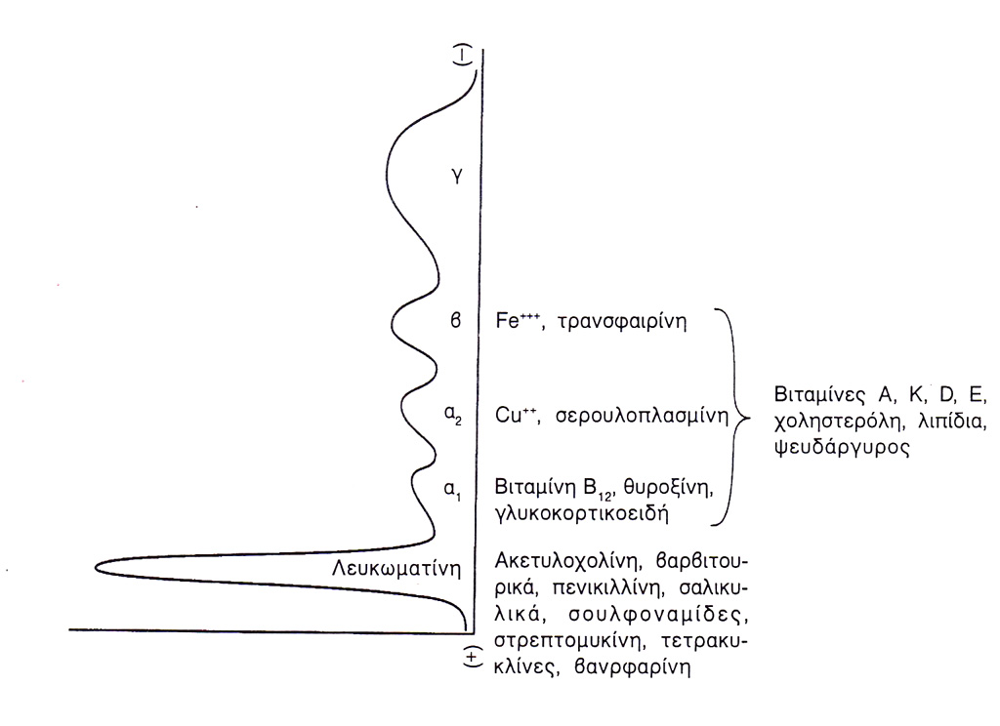 (−)
γ
β Fe+++, τρανσφαιρίνη
α2 Cu++, σερουλοπλασμίνη
α1 Βιταμίνη Β12, θυροξίνη,
γλυκοκορτικοειδή
Βιταμίνες Α, Κ, D, Ε,
χοληστερόλη, λιπίδια,
ψευδάργυρος
Λευκωματίνη
Ακετυλοχολίνη, βαρβιτου-
ρικά, πενικιλλίνη, σαλικυ-
λικά, σουλφοναμίδες,
στρεπτομυκίνη, τετρακυ-
κλίνες, βανρφαρίνη
(+)